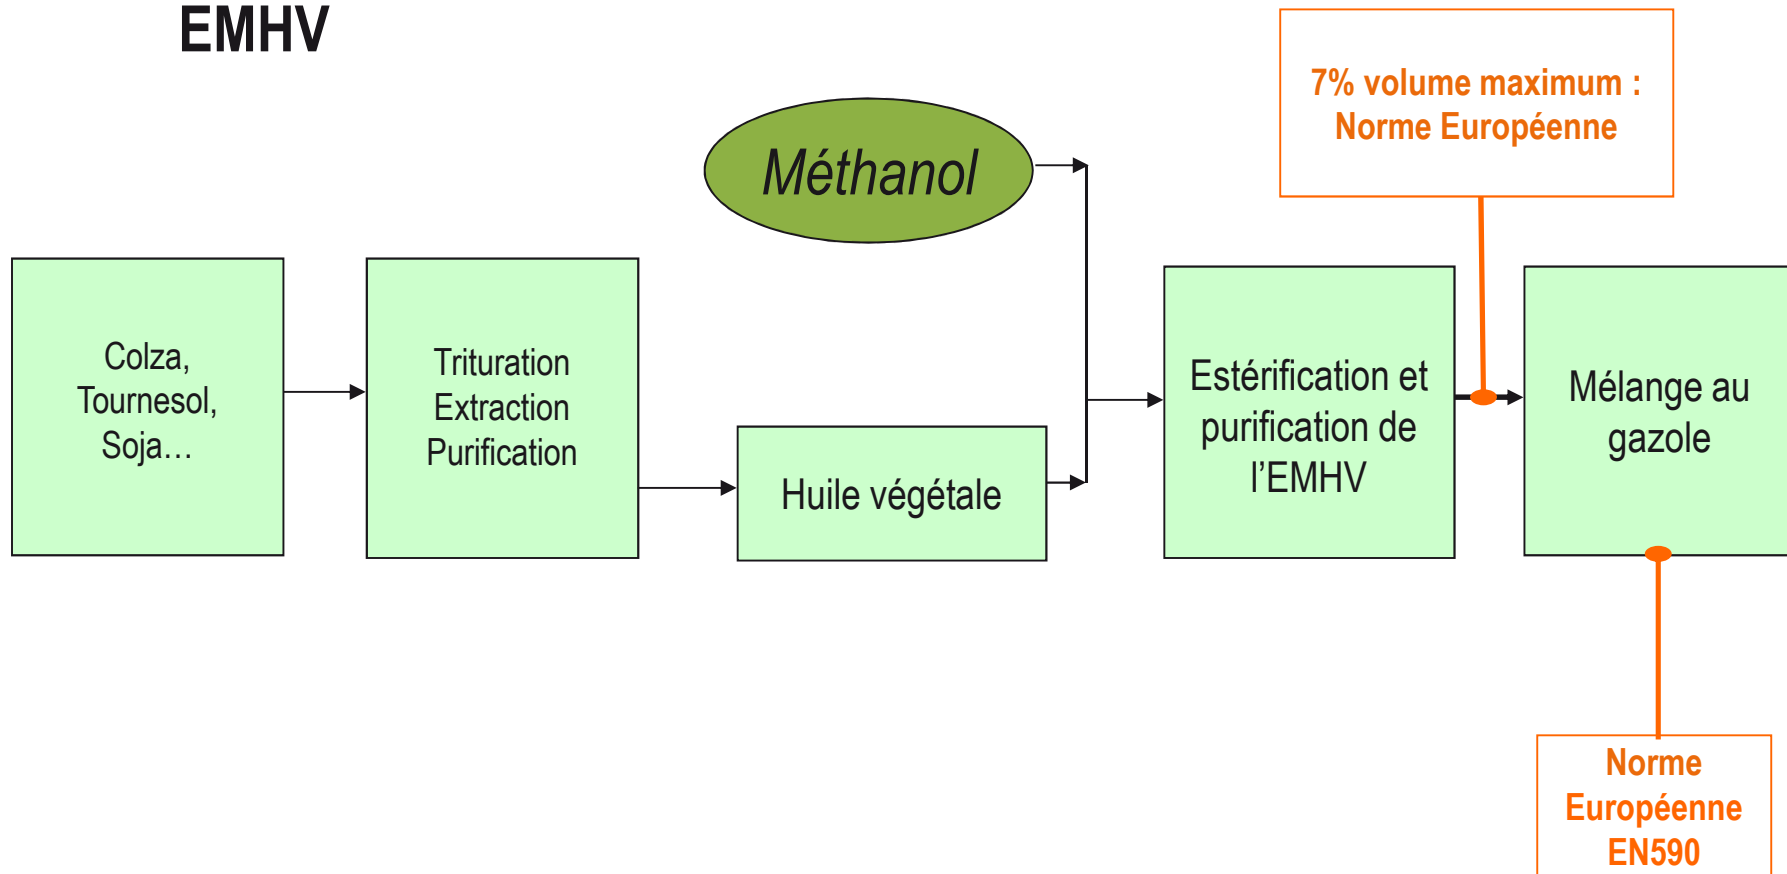 EMHV
7% volume maximum :
Norme Européenne
Méthanol
Colza,
Tournesol,
Soja…
Trituration
Extraction
Purification
Huile végétale
Estérification et
purification de
l’EMHV
Mélange au
gazole
Norme
Européenne
EN590